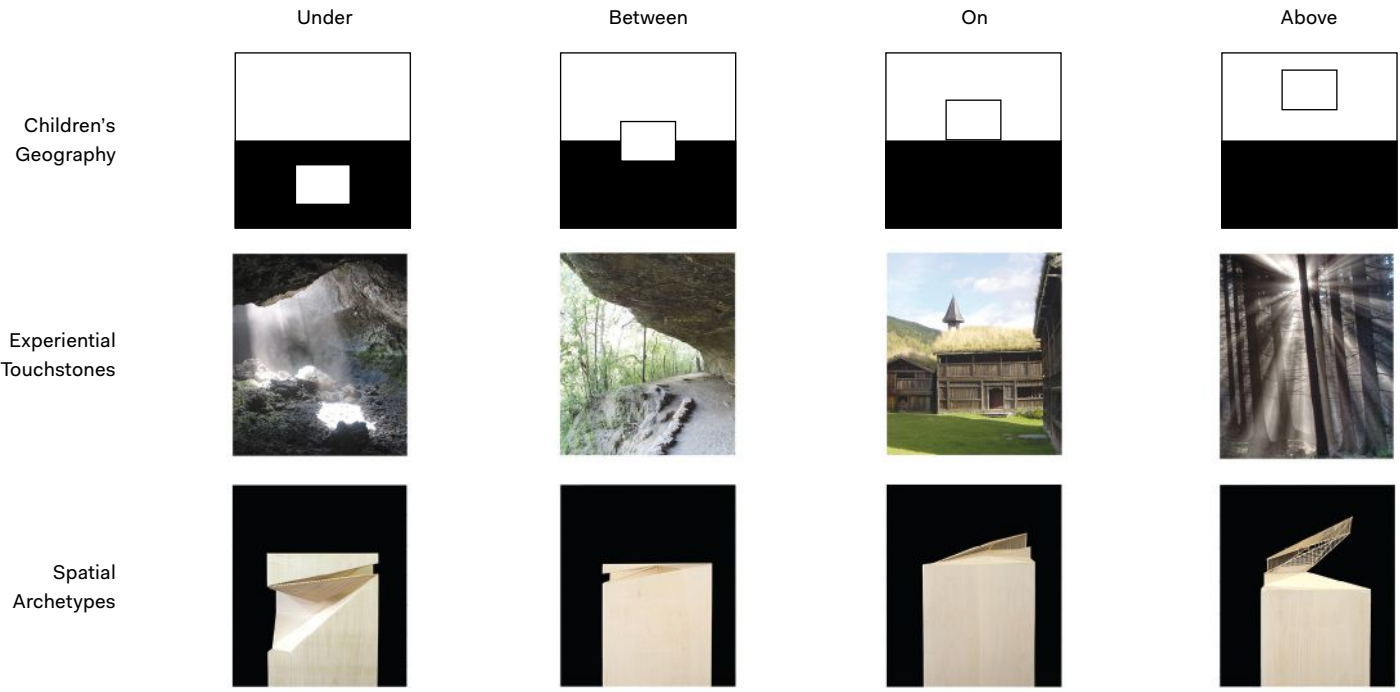 Under
Between
On
Above
Children’s
Geography
Experiential
Touchstones
Spatial
Archetypes